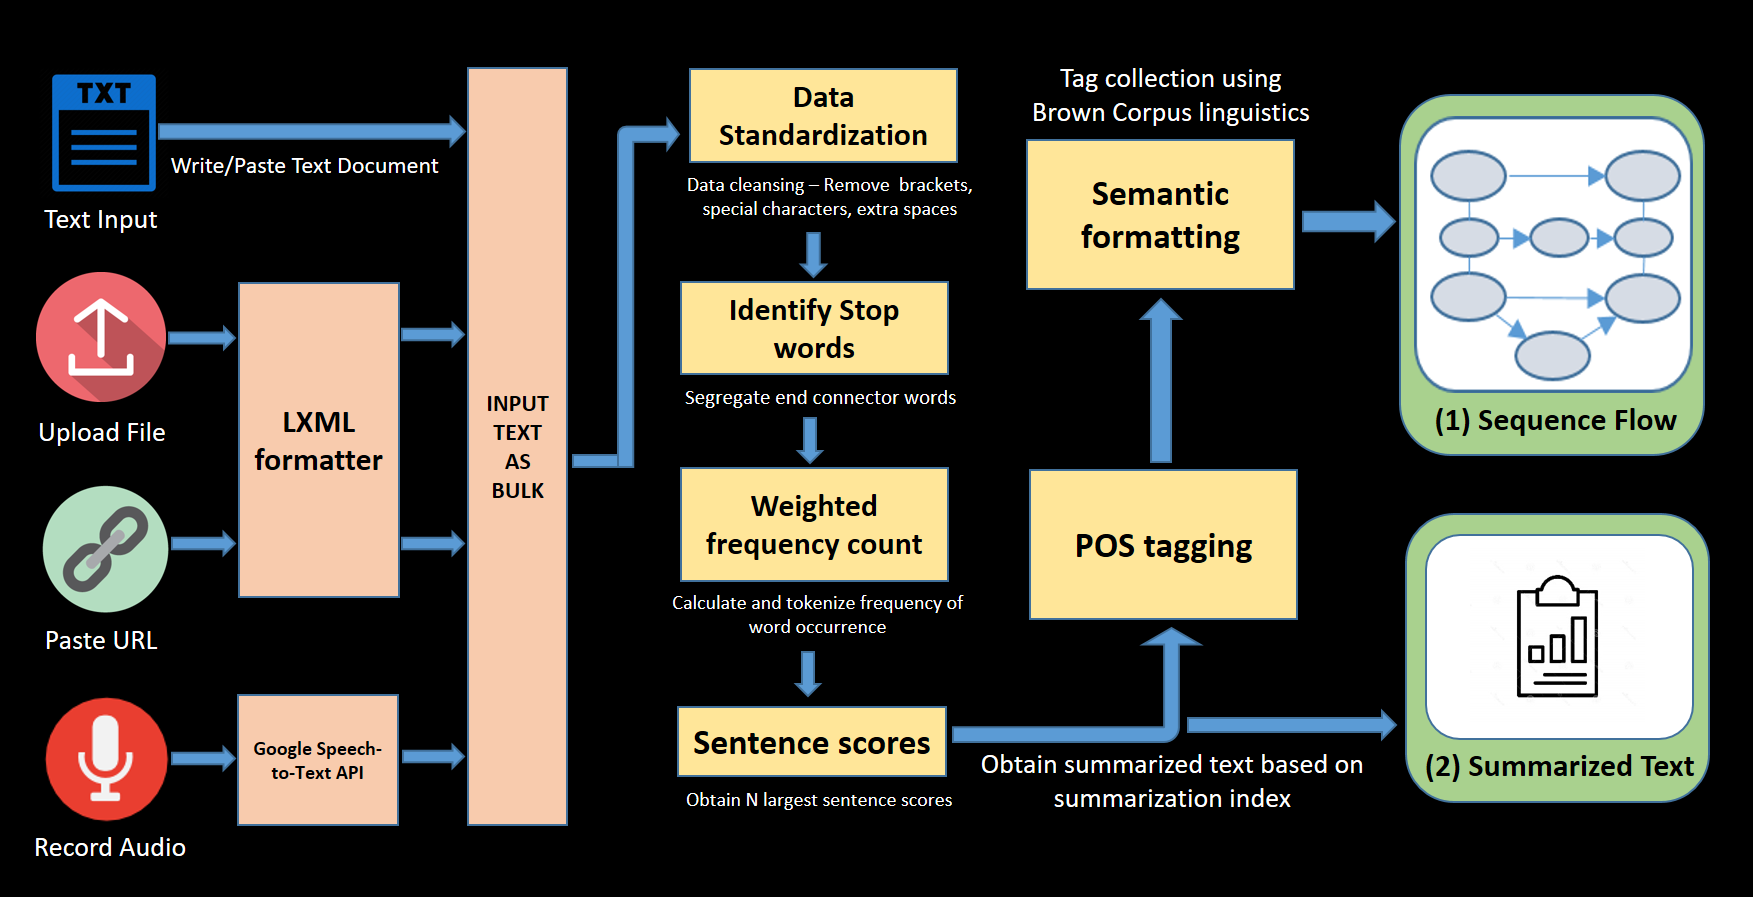 TXT
Write/Paste Text Document
Text Input
Upload File
Paste URL
Record Audio
LXML
formatter
Google Speech-
to-Text API
INPUT
TEXT
AS
BULK
Data
Standardization
Data cleansing – Remove  brackets,
special characters, extra spaces
Identify Stop
words
Segregate end connector words
Weighted
frequency count
Calculate and tokenize frequency of
word occurrence
Sentence scores
Obtain N largest sentence scores
Tag collection using
Brown Corpus linguistics
Semantic
formatting
POS tagging
Obtain summarized text based on
summarization index
(1) Sequence Flow
(2) Summarized Text